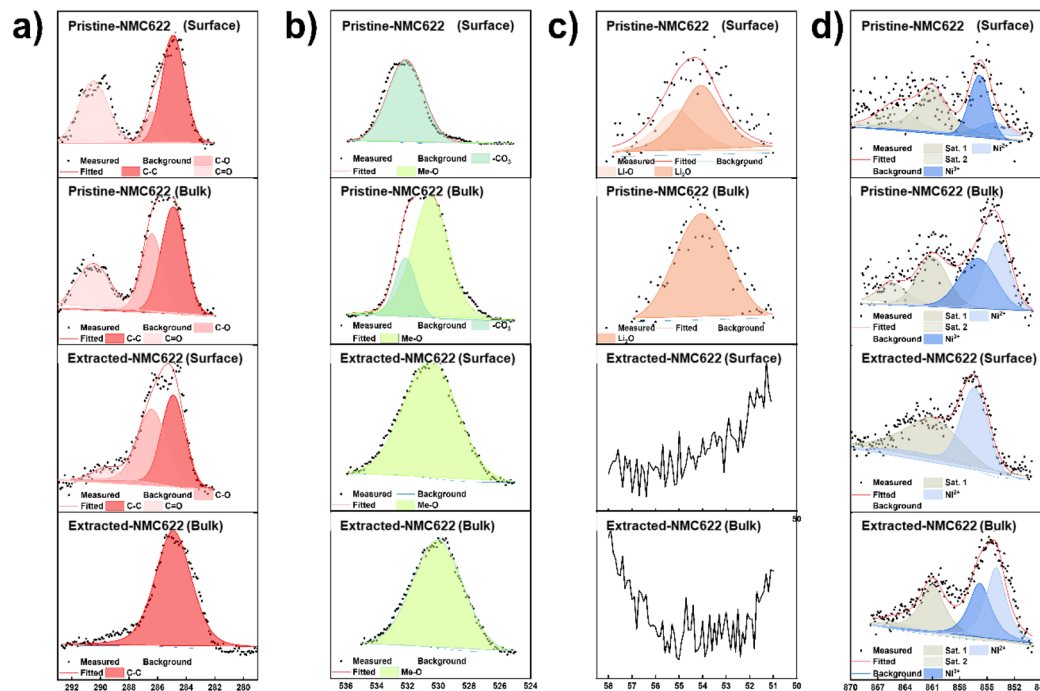 a)
Pristine-NMC622 (Surface)
Measured Background C-O
Fitted C-C C=O
Pristine-NMC622 (Bulk)
Measured Background C-O
Fitted C-C C=O
Extracted-NMC622 (Surface)
Measured Background C-O
Fitted C-C C=O
Extracted-NMC622 (Bulk)
Measured Background
Fitted C-C
292 290 288 286 284 282 280
b)
Pristine-NMC622 (Surface)
Measured Background -CO3
Fitted Me-O
Pristine-NMC622 (Bulk)
Measured Background -CO3
Fitted Me-O
Extracted-NMC622 (Surface)
Measured Background
Fitted Me-O
Extracted-NMC622 (Bulk)
Measured Background
Fitted Me-O
536 534 532 530 528 526 524
c)
Pristine-NMC622 (Surface)
Measured Fitted Background
Li-O Li2O
Pristine-NMC622 (Bulk)
Measured Fitted Background
Li2O
Extracted-NMC622 (Surface)
50
Extracted-NMC622 (Bulk)
58 57 56 55 54 53 52 51 50
d)
Pristine-NMC622 (Surface)
Measured Sat. 1 Ni2+
Fitted Sat. 2
Background Ni3+
Pristine-NMC622 (Bulk)
Measured Sat. 1 Ni2+
Fitted Sat. 2
Background Ni3+
Extracted-NMC622 (Surface)
Measured Sat. 1
Fitted Ni2+
Background
Extracted-NMC622 (Bulk)
Measured Sat. 1 Ni2+
Fitted Sat. 2
Background Ni3+
870 867 864 861 858 855 852 849